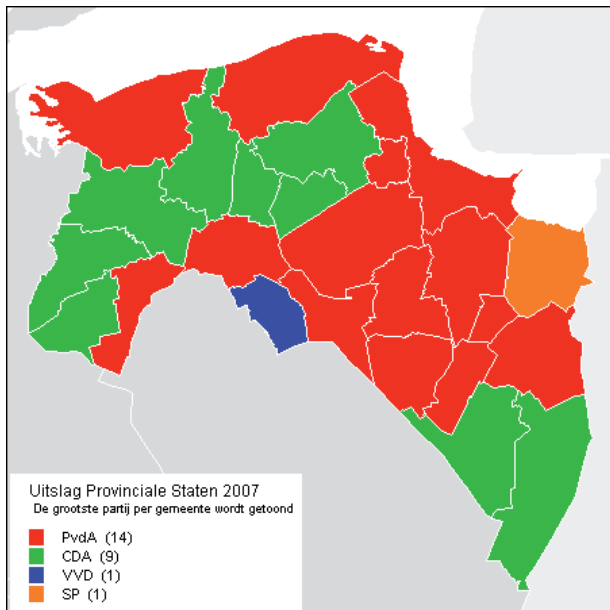 Uitslag Provinciale Staten 2007
De grootste partij per gemeente wordt getoond
PvdA (14)
CDA (9)
VVD (1)
SP (1)